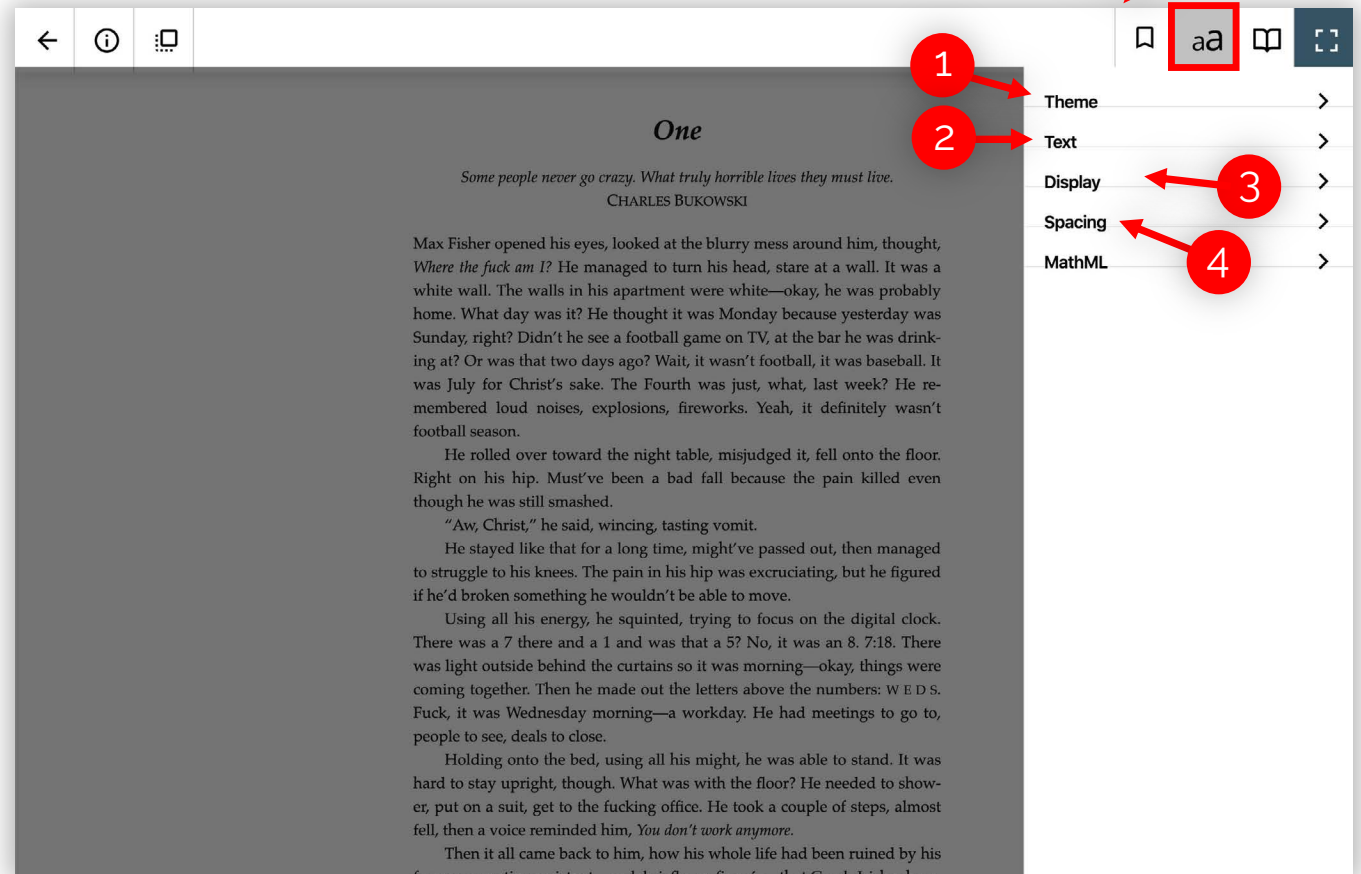 aa
1
Theme
2
Text
Display
3
Spacing
4
MathML
One
Some people never go crazy. What truly horrible lives they must live.
CHARLES BUKOWSKI
Max Fisher opened his eyes, looked at the blurry mess around him, thought,
Where the fuck am I? He managed to turn his head, stare at a wall. It was a
white wall. The walls in his apartment were white—okay, he was probably
home. What day was it? He thought it was Monday because yesterday was
Sunday, right? Didn't he see a football game on TV, at the bar he was drink-
ing at? Or was that two days ago? Wait, it wasn't football, it was baseball. It
was July for Christ's sake. The Fourth was just, what, last week? He re-
membered loud noises, explosions, fireworks. Yeah, it definitely wasn't
football season.
He rolled over toward the night table, misjudged it, fell onto the floor.
Right on his hip. Must've been a bad fall because the pain killed even
though he was still smashed.
"Aw, Christ," he said, wincing, tasting vomit.
He stayed like that for a long time, might've passed out, then managed
to struggle to his knees. The pain in his hip was excruciating, but he figured
if he'd broken something he wouldn't be able to move.
Using all his energy, he squinted, trying to focus on the digital clock.
There was a 7 there and a 1 and was that a 5? No, it was an 8. 7:18. There
was light outside behind the curtains so it was morning—okay, things were
coming together. Then he made out the letters above the numbers: W E D S.
Fuck, it was Wednesday morning—a workday. He had meetings to go to,
people to see, deals to close.
Holding onto the bed, using all his might, he was able to stand. It was
hard to stay upright, though. What was with the floor? He needed to show-
er, put on a suit, get to the fucking office. He took a couple of steps, almost
fell, then a voice reminded him, You don't work anymore.
Then it all came back to him, how his whole life had been ruined by his